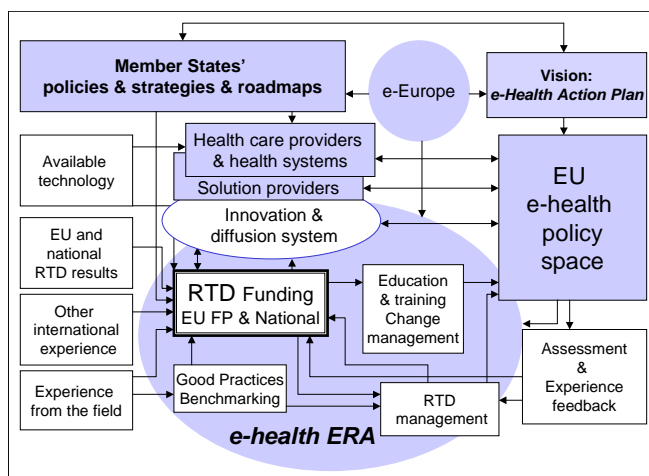 Member States’
policies & strategies & roadmaps
e-Europe
Vision:
e-Health Action Plan
Available
technology
Health care providers
& health systems
Solution providers
Innovation &
diffusion system
EU
e-health
policy
space
EU and
national
RTD results
RTD Funding
EU FP & National
Education
& training
Change
management
Other
international
experience
Experience
from the field
Good Practices
Benchmarking
RTD
management
Assessment
&
Experience
feedback
e-health ERA